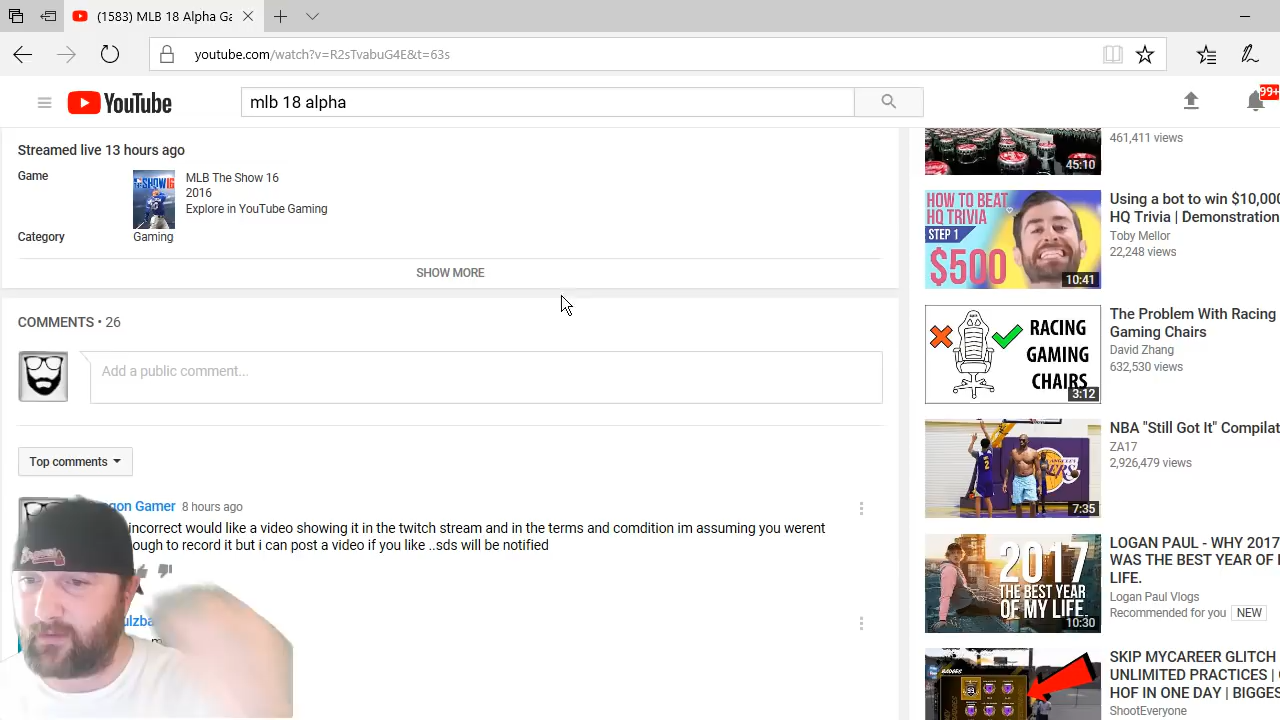 (1583) MLB 18 Alpha Ga
youtube.com/watch?v=R2sTvabuG4E&t=63s
YouTube
mlb 18 alpha
99+
Streamed live 13 hours ago
Game
THE SHOW 16
MLB The Show 16
2016
Explore in YouTube Gaming
Category
Gaming
SHOW MORE
COMMENTS • 26
Add a public comment...
Top comments
gon Gamer 8 hours ago
incorrect would like a video showing it in the twitch stream and in the terms and comdition im assuming you werent
ough to record it but i can post a video if you like ..sds will be notified
ulzba
461,411 views
45:10
HOW TO BEAT
HQ TRIVIA
STEP 1
$500
10:41
Using a bot to win $10,000
HQ Trivia | Demonstration
Toby Mellor
22,248 views
RACING
GAMING
CHAIRS
3:12
The Problem With Racing
Gaming Chairs
David Zhang
632,530 views
LAKERS
7:35
NBA "Still Got It" Compilat
ZA17
2,926,479 views
2017
THE BEST YEAR
OF MY LIFE.
10:30
LOGAN PAUL - WHY 2017
WAS THE BEST YEAR OF
LIFE.
Logan Paul Vlogs
Recommended for you NEW
SKIP MYCAREER GLITCH
UNLIMITED PRACTICES |
HOF IN ONE DAY | BIGGES
ShootEveryone